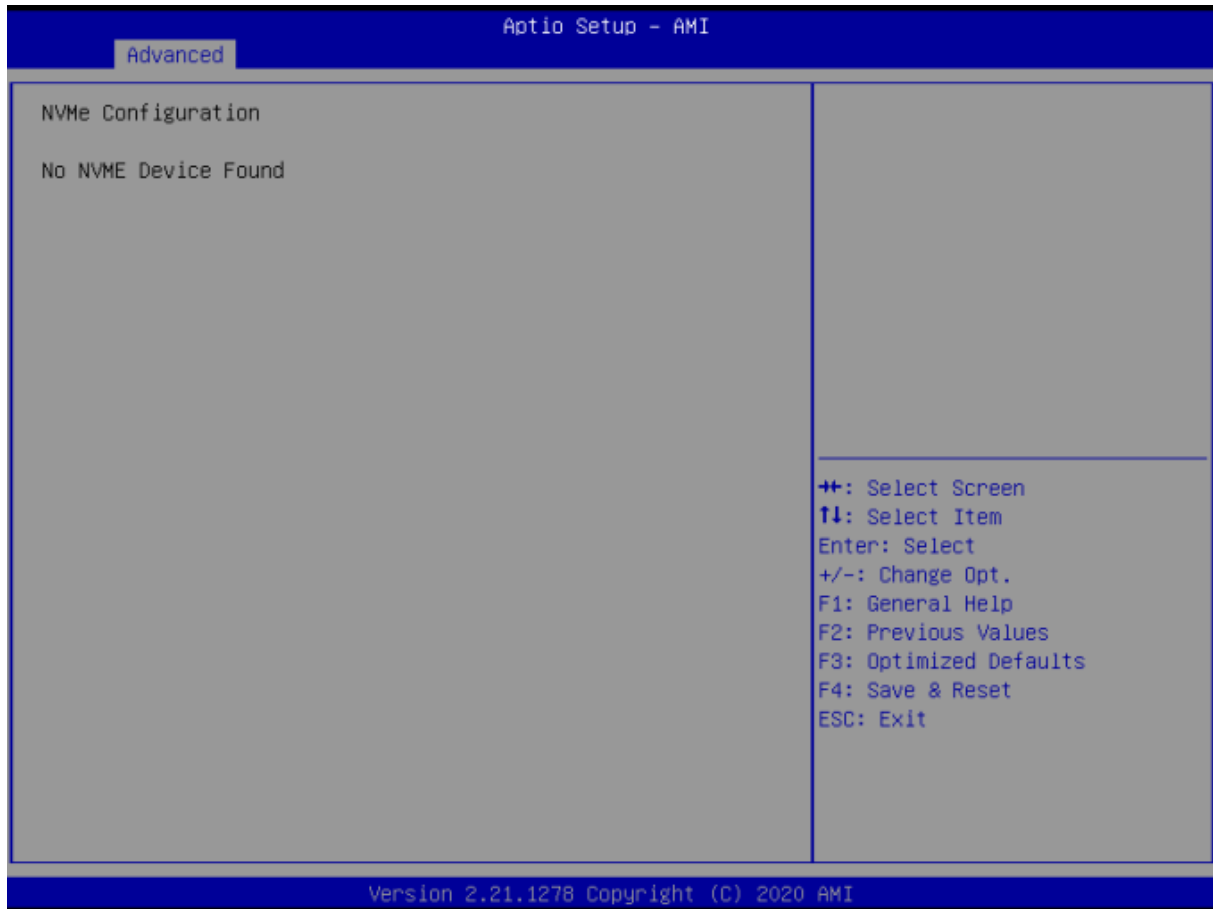 Aptio Setup – AMI
Advanced
NVMe Configuration
No NVME Device Found
→←: Select Screen
↑↓: Select Item
Enter: Select
+/-: Change Opt.
F1: General Help
F2: Previous Values
F3: Optimized Defaults
F4: Save & Reset
ESC: Exit
Version 2.21.1278 Copyright (C) 2020 AMI